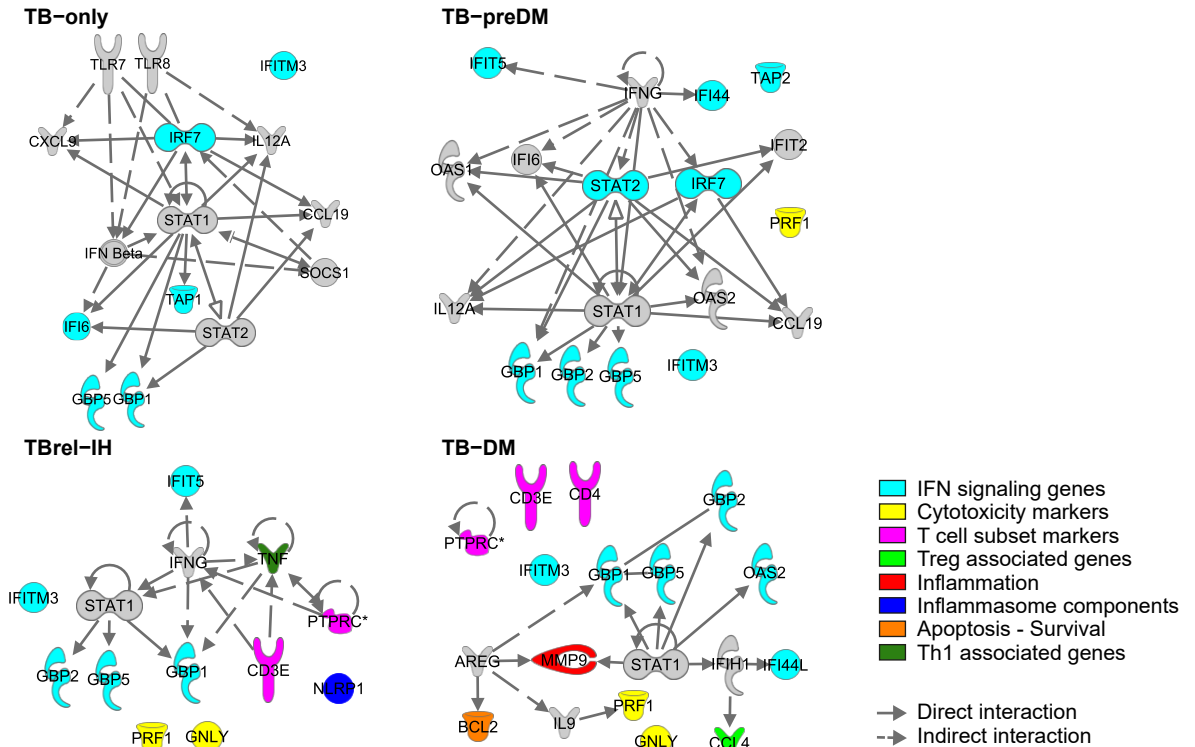 TB-only
TLR7
TLR8
IFITM3
CXCL9
IRF7
IL12A
STAT1
CCL19
IFN Beta
SOCS1
TAP1
IFI6
STAT2
GBP5
GBP1
TB-preDM
IFIT5
IFNG
IFI44
TAP2
OAS1
IFI6
IFIT2
STAT2
IRF7
PRF1
IL12A
STAT1
OAS2
CCL19
GBP1
GBP2
GBP5
IFITM3
TBrel-IH
IFIT5
IFNG
TNF
IFITM3
STAT1
PTPRC*
GBP2
GBP5
GBP1
CD3E
NLRP1
PRF1
GNLY
TB-DM
CD3E
CD4
GBP2
PTPRC*
IFITM3
GBP1
GBP5
OAS2
AREG
MMP9
STAT1
IFIH1
IFI44L
BCL2
IL9
PRF1
GNLY
CCL4
IFN signaling genes
Cytotoxicity markers
T cell subset markers
Treg associated genes
Inflammation
Inflammasome components
Apoptosis - Survival
Th1 associated genes
Direct interaction
Indirect interaction